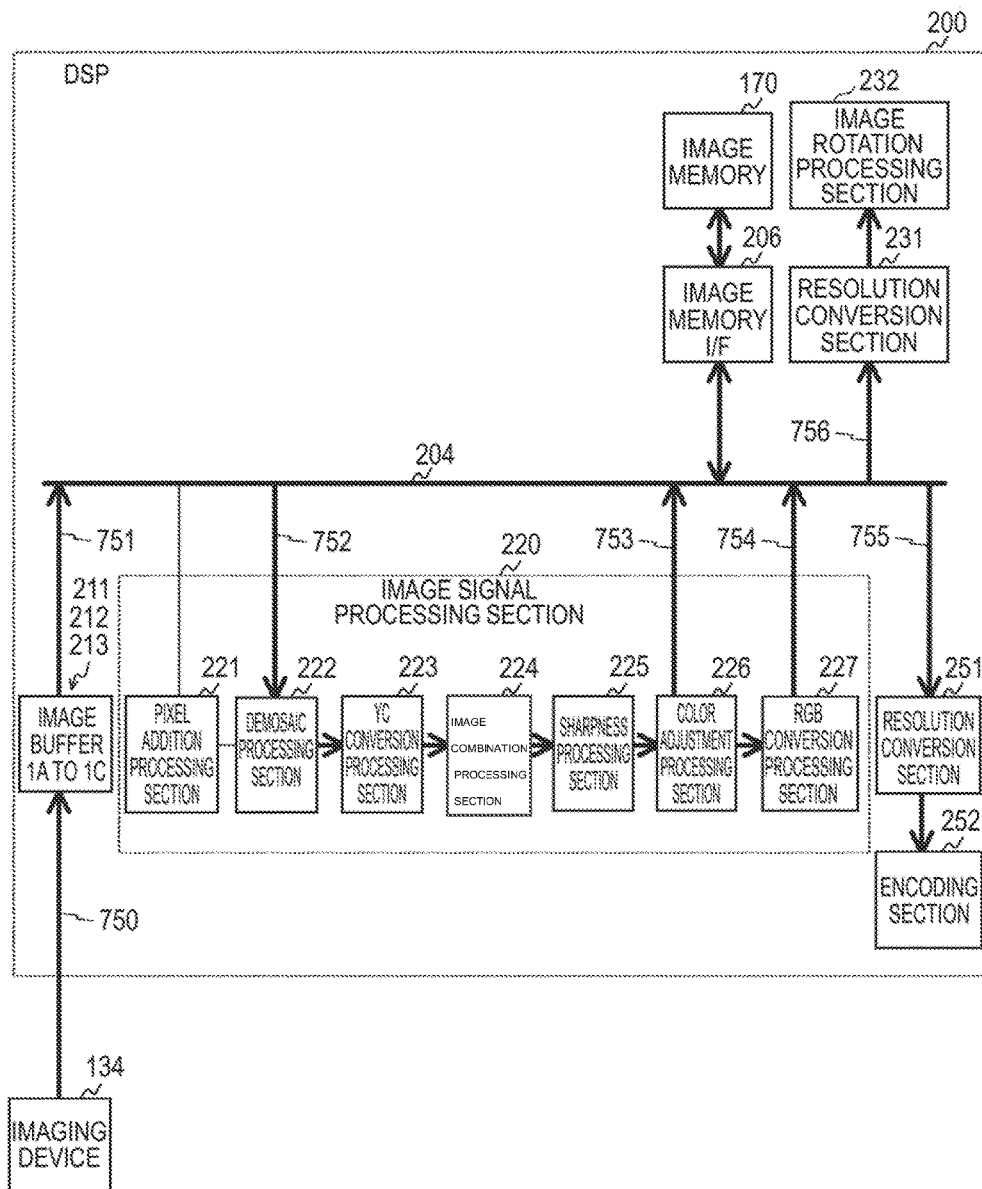 200
DSP
170
232
IMAGE
MEMORY
IMAGE
ROTATION
PROCESSING
SECTION
206
231
IMAGE
MEMORY
I/F
RESOLUTION
CONVERSION
SECTION
756
204
751
752
753
754
755
220
IMAGE SIGNAL
PROCESSING SECTION
211
212
213
IMAGE
BUFFER
1A TO 1C
221
PIXEL
ADDITION
PROCESSING
SECTION
222
DEMOSAIC
PROCESSING
SECTION
223
YC
CONVERSION
PROCESSING
SECTION
224
IMAGE
COMBINATION
PROCESSING
SECTION
225
SHARPNESS
PROCESSING
SECTION
226
COLOR
ADJUSTMENT
PROCESSING
SECTION
227
RGB
CONVERSION
PROCESSING
SECTION
251
RESOLUTION
CONVERSION
SECTION
252
ENCODING
SECTION
750
134
IMAGING
DEVICE